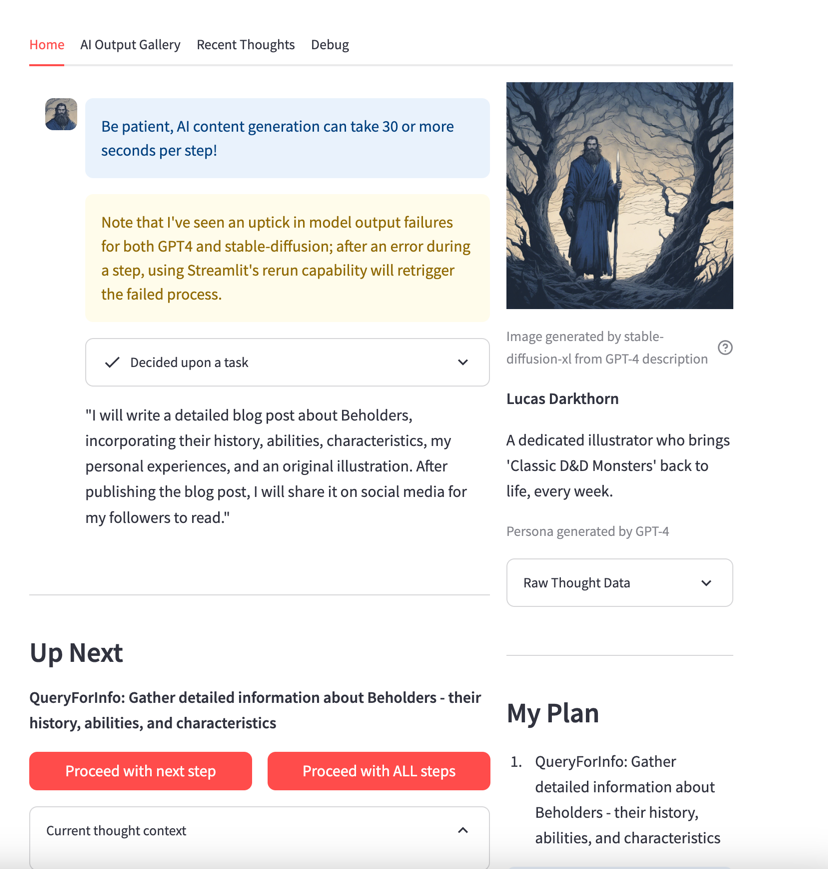 Home AI Output Gallery Recent Thoughts Debug
Be patient, AI content generation can take 30 or more
seconds per step!
Note that I've seen an uptick in model output failures
for both GPT4 and stable-diffusion; after an error during
a step, using Streamlit's rerun capability will retrigger
the failed process.
Decided upon a task
"I will write a detailed blog post about Beholders,
incorporating their history, abilities, characteristics, my
personal experiences, and an original illustration. After
publishing the blog post, I will share it on social media for
my followers to read."
Up Next
QueryForInfo: Gather detailed information about Beholders - their
history, abilities, and characteristics
Proceed with next step
Proceed with ALL steps
Current thought context
Image generated by stable-
diffusion-xl from GPT-4 description
Lucas Darkthorn
A dedicated illustrator who brings
'Classic D&D Monsters' back to
life, every week.
Persona generated by GPT-4
Raw Thought Data
My Plan
1. QueryForInfo: Gather
detailed information about
Beholders - their history,
abilities, and characteristics